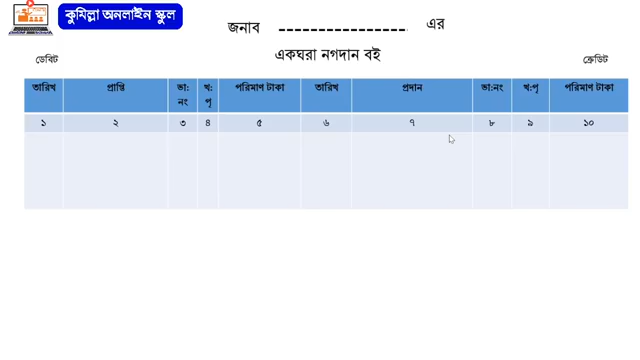 কুমিল্লা অনলাইন স্কুল
জনাব ------------------- এর
একঘরা নগদান বই
ডেবিট ক্রেডিট
তারিখ প্রাপ্তি ভা: নং খ: পৃ পরিমাণ টাকা তারিখ প্রদান ভা:নং খ:পৃ পরিমাণ টাকা
১ ২ ৩ ৪ ৫ ৬ ৭ ৮ ৯ ১০